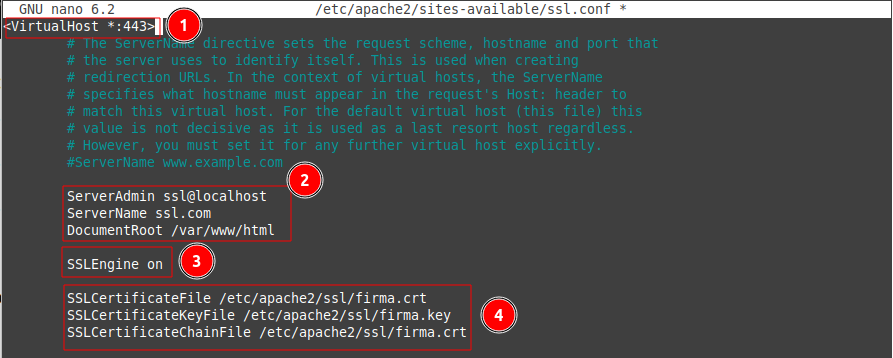 GNU nano 6.2 /etc/apache2/sites-available/ssl.conf *
<VirtualHost *:443>
1
# The ServerName directive sets the request scheme, hostname and port that
# the server uses to identify itself. This is used when creating
# redirection URLs. In the context of virtual hosts, the ServerName
# specifies what hostname must appear in the request's Host: header to
# match this virtual host. For the default virtual host (this file) this
# value is not decisive as it is used as a last resort host regardless.
# However, you must set it for any further virtual host explicitly.
#ServerName www.example.com
2
ServerAdmin ssl@localhost
ServerName ssl.com
DocumentRoot /var/www/html
SSLEngine on
3
SSLCertificateFile /etc/apache2/ssl/firma.crt
SSLCertificateKeyFile /etc/apache2/ssl/firma.key
SSLCertificateChainFile /etc/apache2/ssl/firma.crt
4